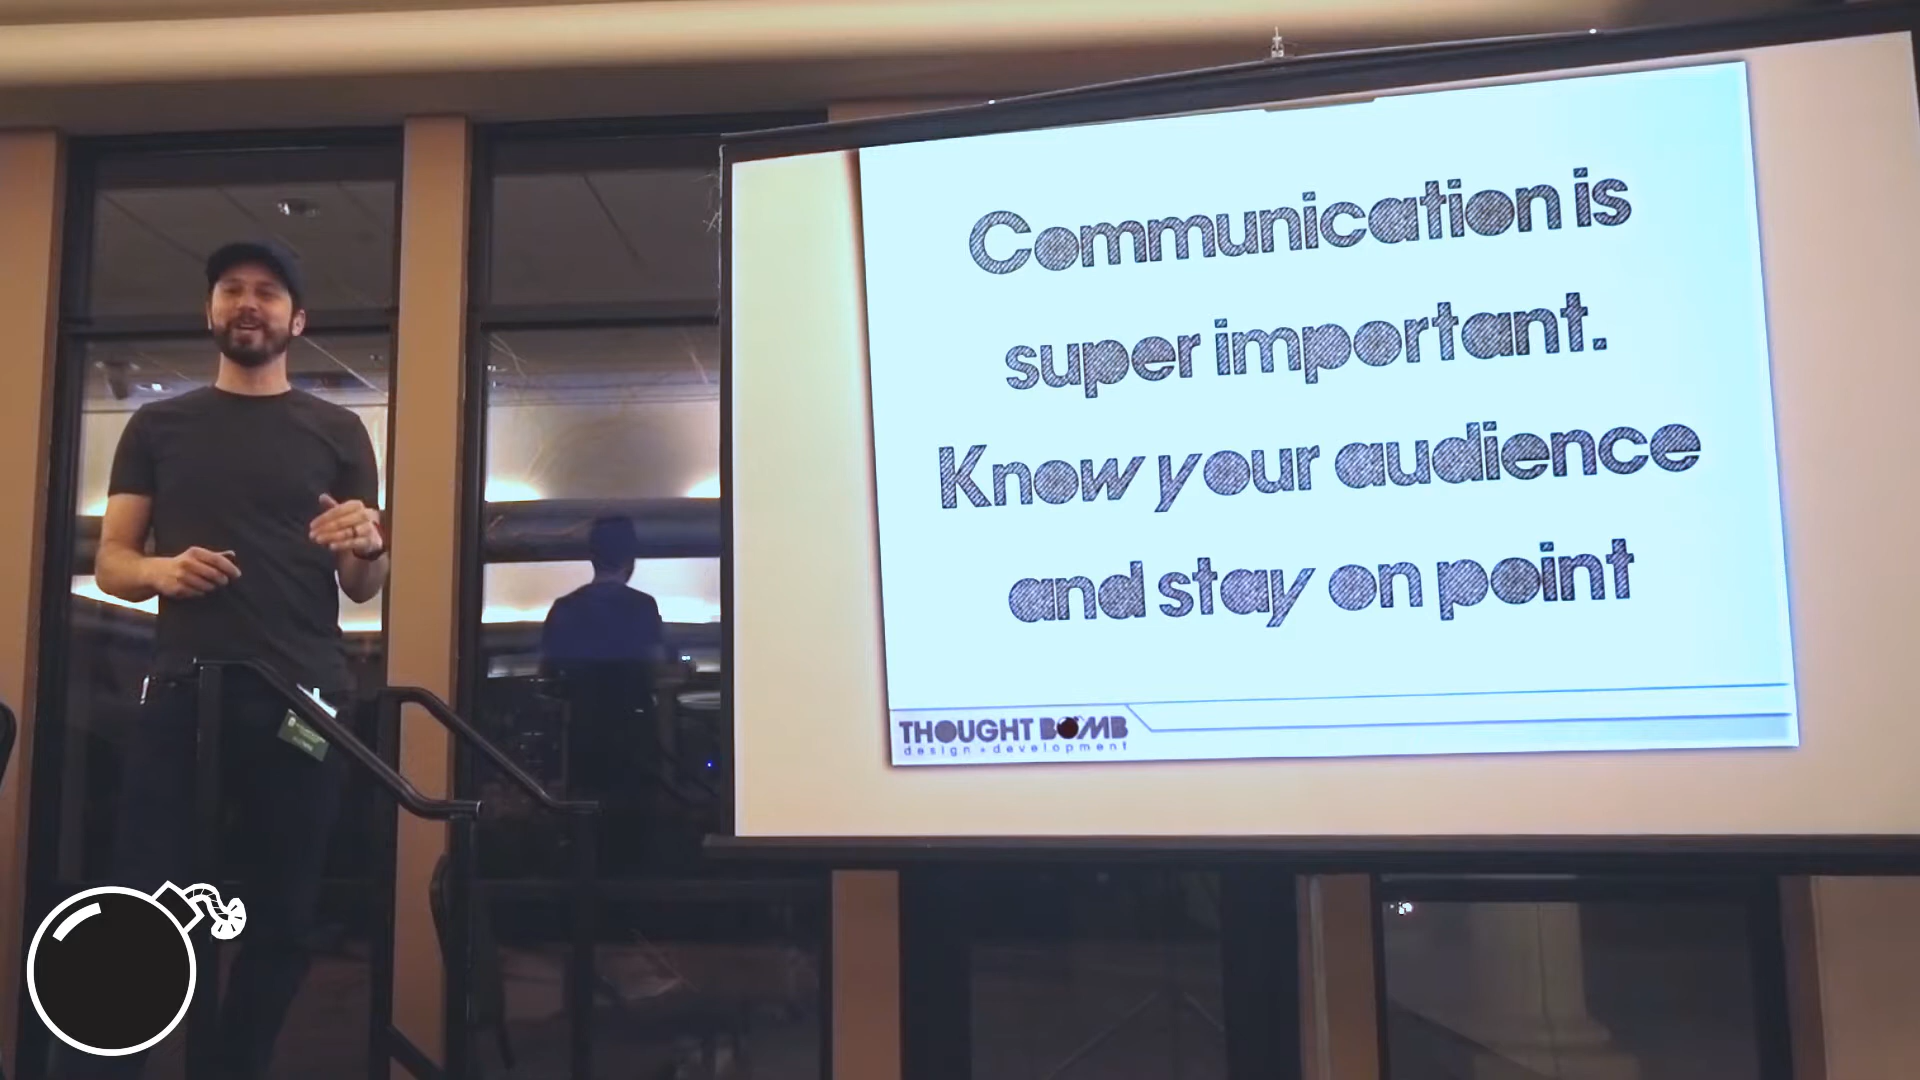 Communication is
super important.
Know your audience
and stay on point
THOUGHT BOMB
design + development